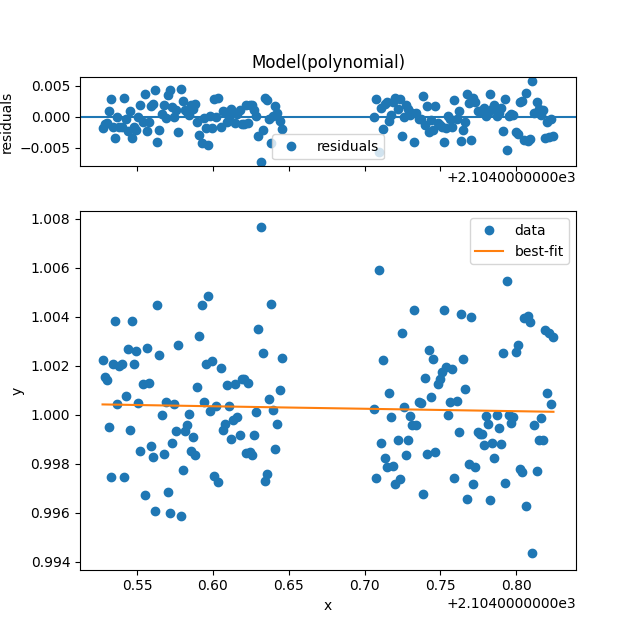 Model(polynomial)
residuals
0.005
0.000
−0.005
residuals
+2.1040000000e3
1.008
1.006
1.004
1.002
1.000
0.998
0.996
0.994
y
data
best-fit
0.55 0.60 0.65 0.70 0.75 0.80
x
+2.1040000000e3